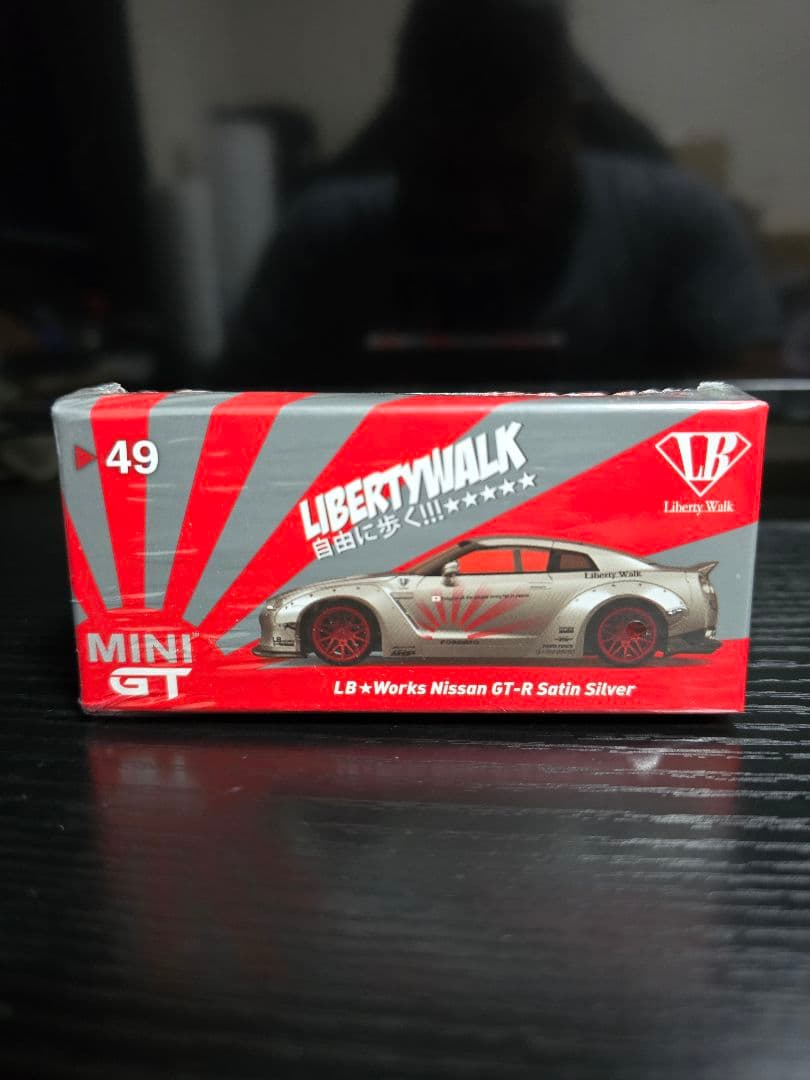 49
LIBERTYWALK
自由に歩く!!!★★★★★
LB
Liberty Walk
Liberty Walk
MINI
GT
LB★Works Nissan GT-R Satin Silver